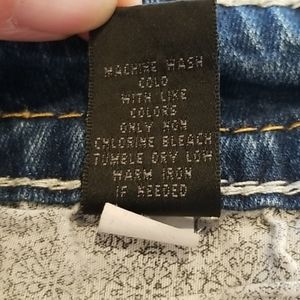 MACHINE WASH
COLD
WITH LIKE
COLORS
ONLY NON
CHLORINE BLEACH
TUMBLE DRY LOW
WARM IRON
IF NEEDED